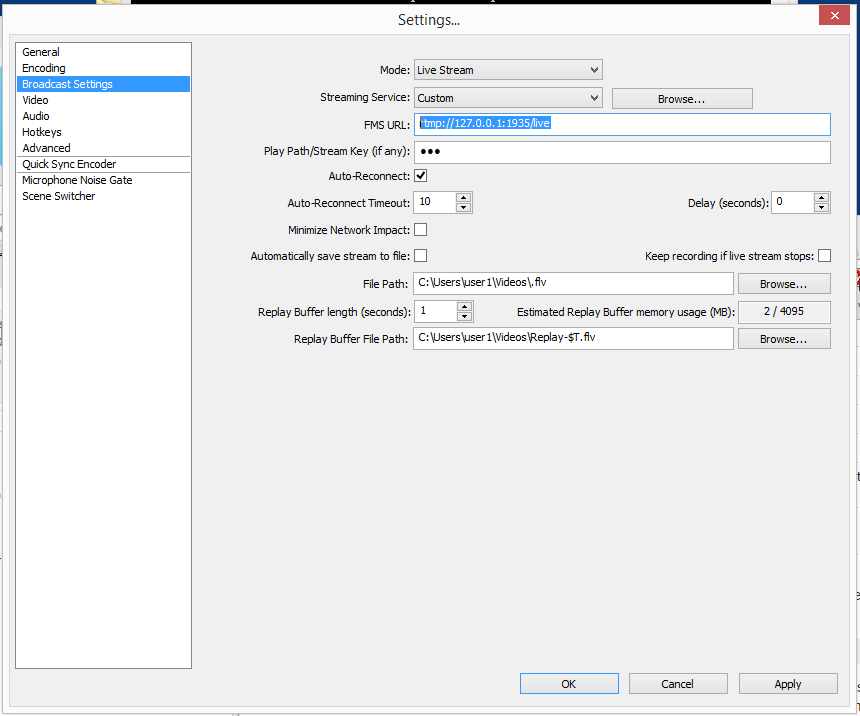 Settings...
General
Encoding
Broadcast Settings
Video
Audio
Hotkeys
Advanced
Quick Sync Encoder
Microphone Noise Gate
Scene Switcher
Mode: Live Stream
Streaming Service: Custom Browse...
FMS URL: rtmp://127.0.0.1:1935/live
Play Path/Stream Key (if any): ●●●
Auto-Reconnect:
Auto-Reconnect Timeout: 10 Delay (seconds): 0
Minimize Network Impact:
Automatically save stream to file: Keep recording if live stream stops:
File Path: C:\Users\user1\Videos\.flv Browse...
Replay Buffer length (seconds): 1 Estimated Replay Buffer memory usage (MB): 2 / 4095
Replay Buffer File Path: C:\Users\user1\Videos\Replay-$T.flv Browse...
OK Cancel Apply